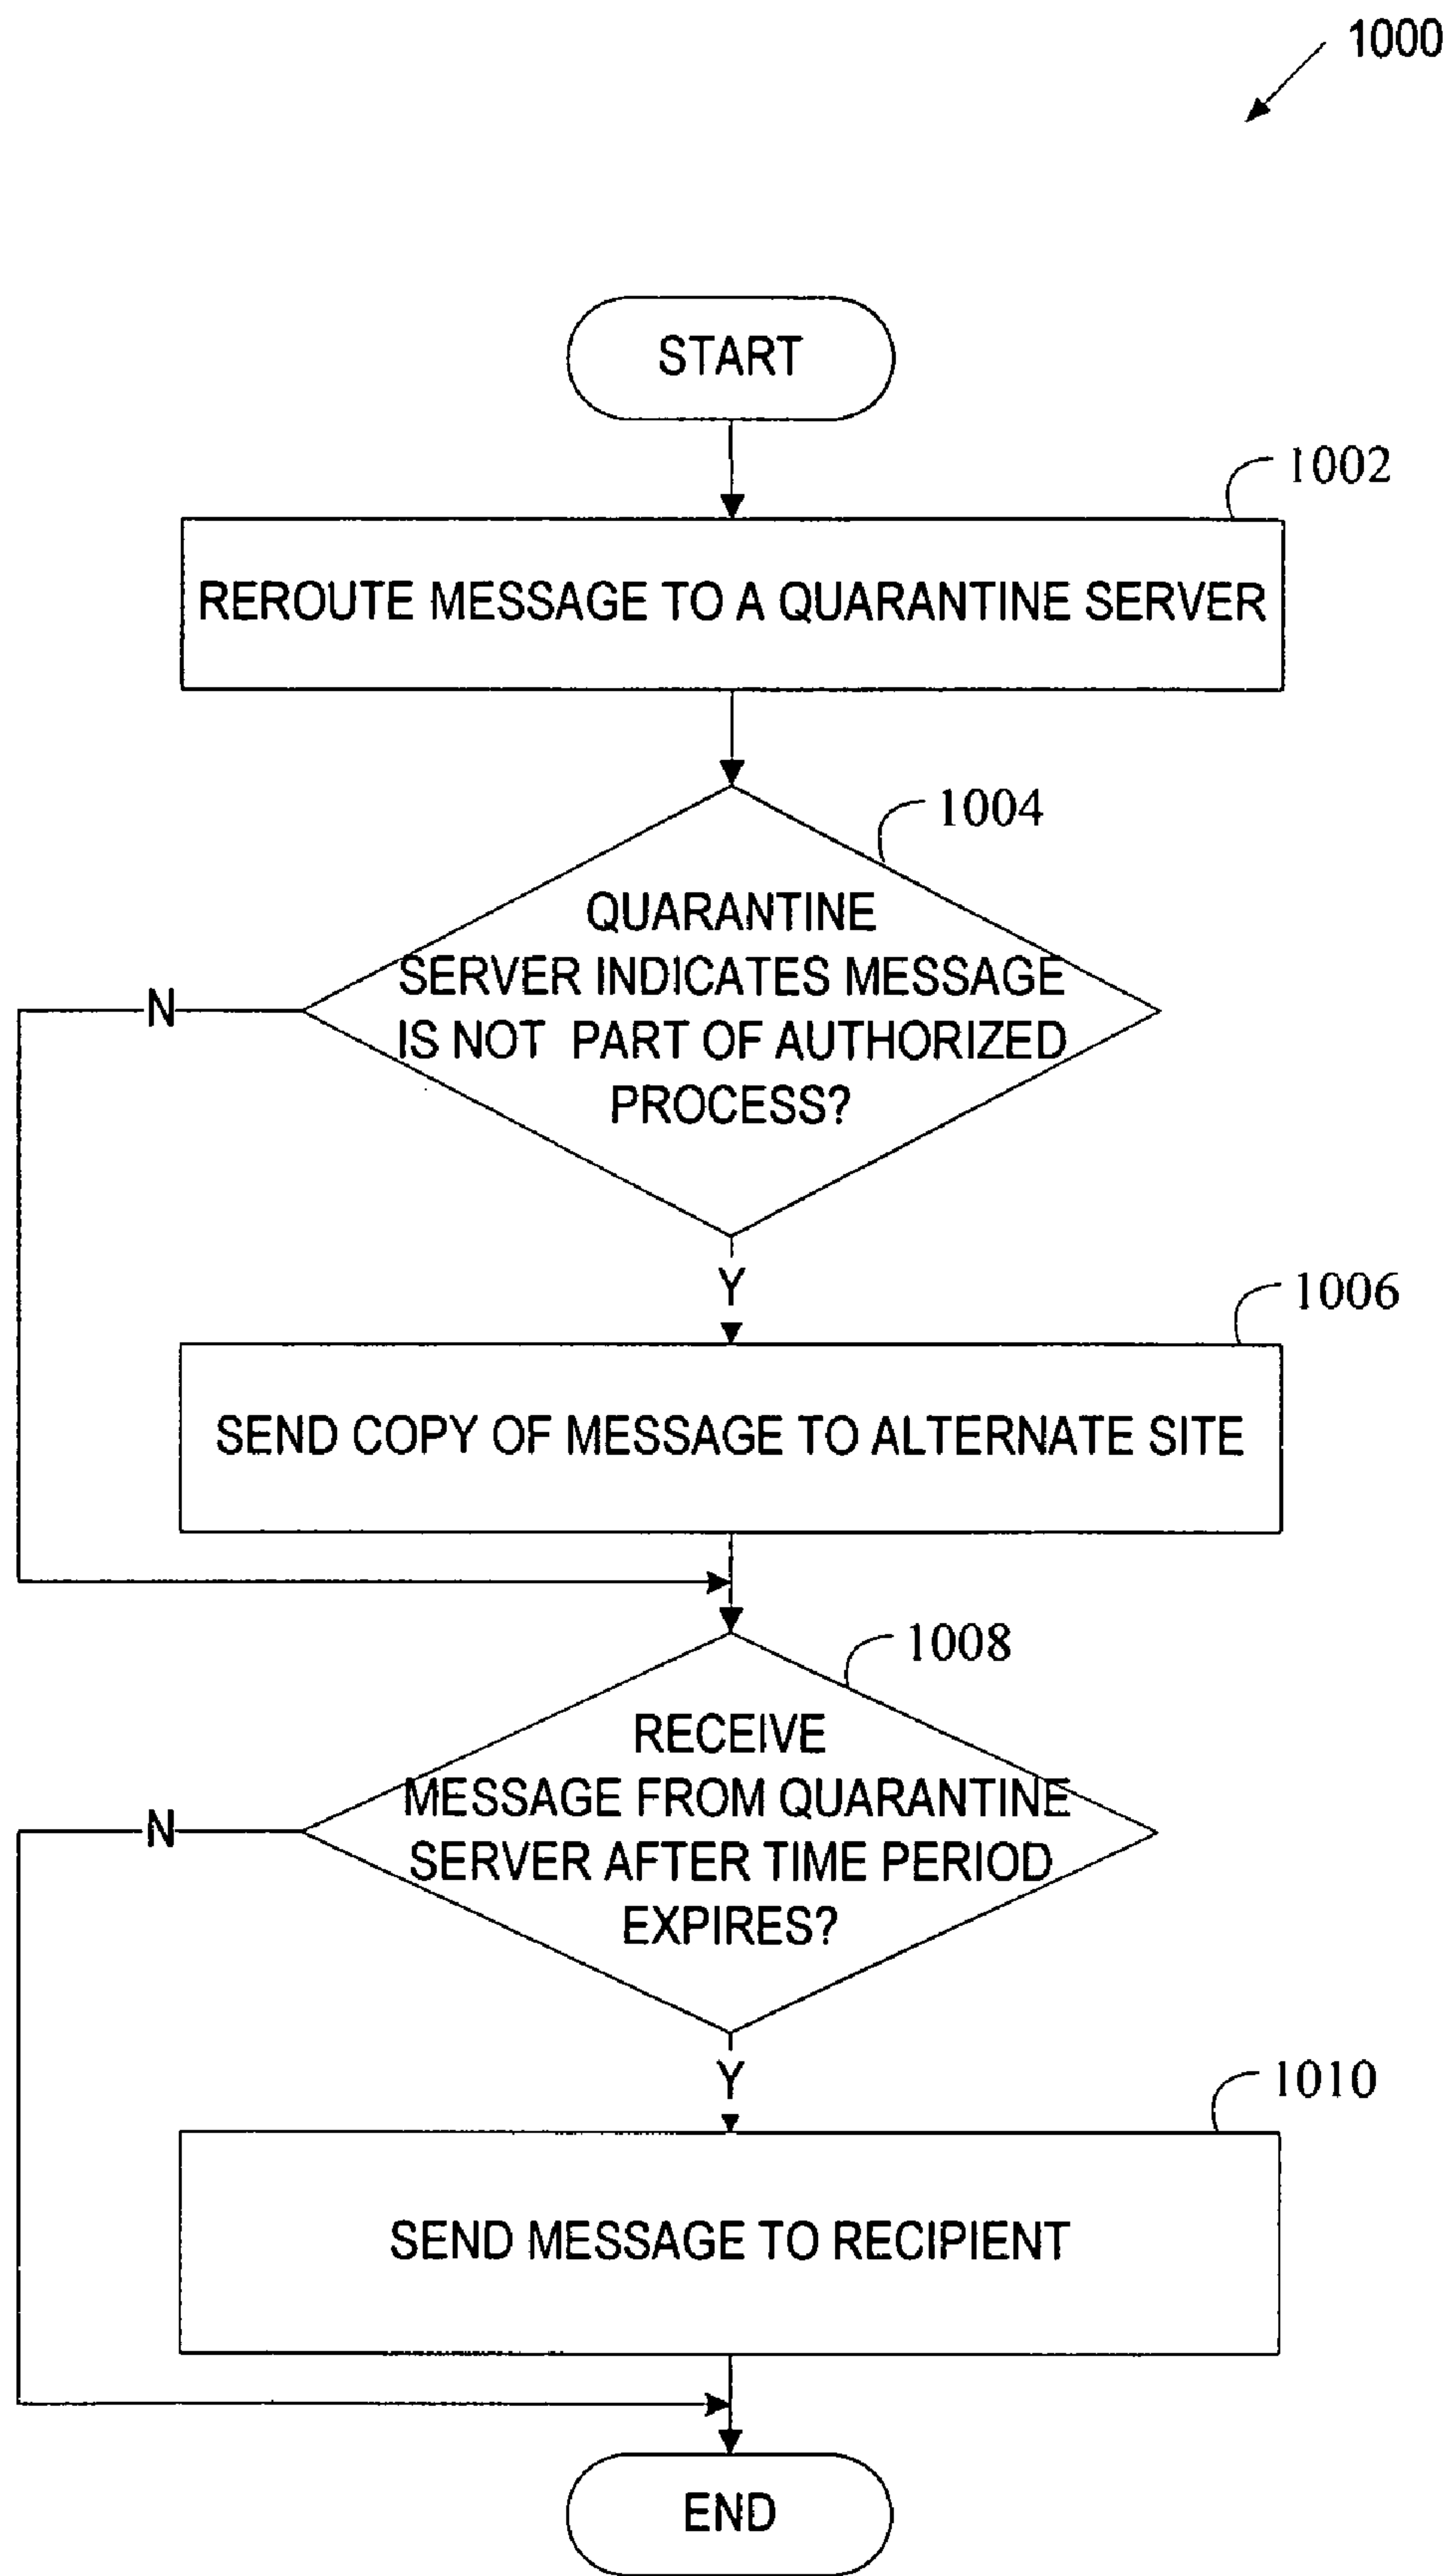 1000
START
1002
REROUTE MESSAGE TO A QUARANTINE SERVER
1004
QUARANTINE
SERVER INDICATES MESSAGE
IS NOT PART OF AUTHORIZED
PROCESS?
N
Y
1006
SEND COPY OF MESSAGE TO ALTERNATE SITE
1008
RECEIVE
MESSAGE FROM QUARANTINE
SERVER AFTER TIME PERIOD
EXPIRES?
N
Y
1010
SEND MESSAGE TO RECIPIENT
END